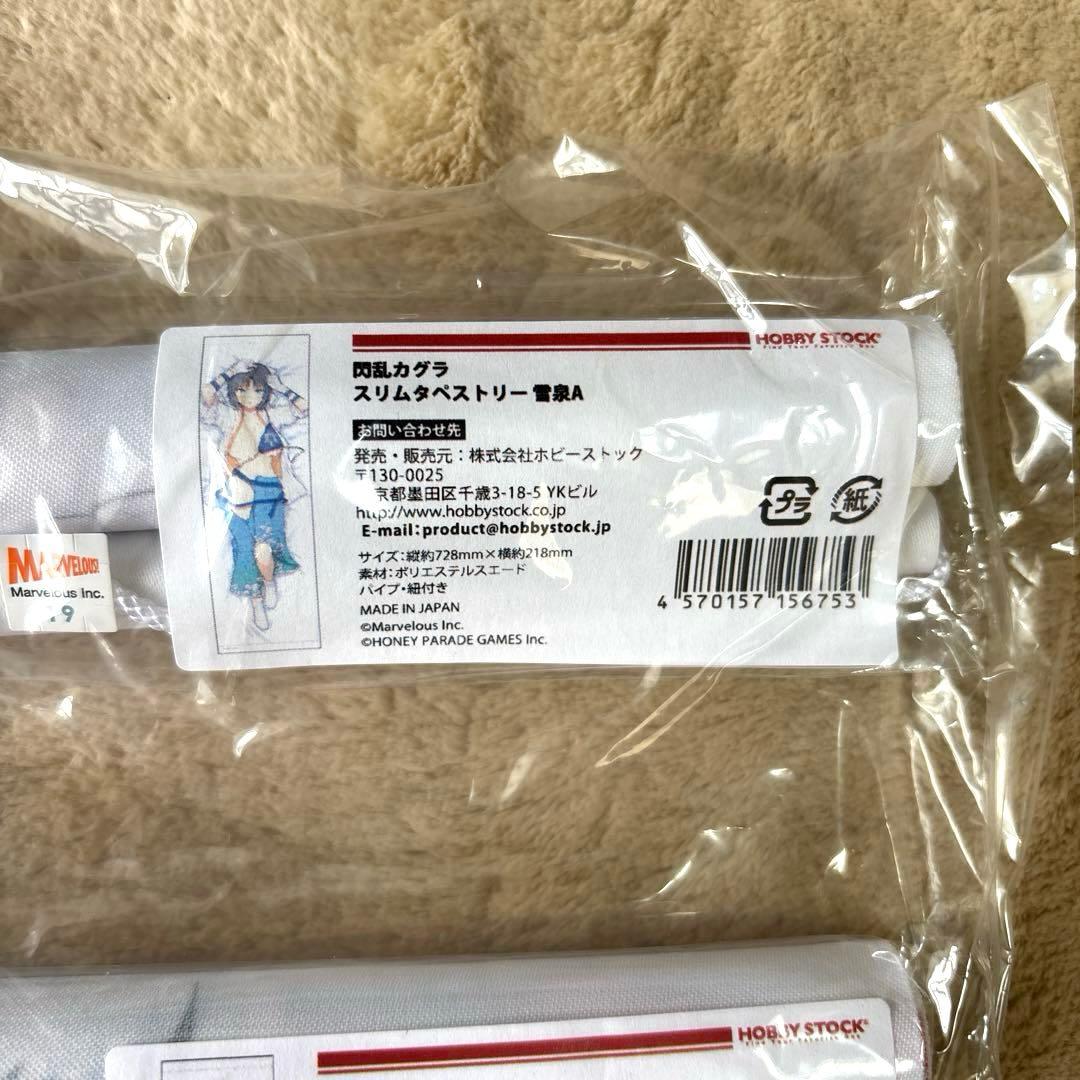 HOBBY STOCK
Find Your Favorite One
閃乱カグラ
スリムタペストリー 雪泉A
お問い合わせ先
発売・販売元：株式会社ホビーストック
〒130-0025
京都墨田区千歳3-18-5 YKビル
http://www.hobbystock.co.jp
E-mail：product@hobbystock.jp
サイズ：縦約728mm×横約218mm
素材：ポリエステルスエード
パイプ・紐付き
MADE IN JAPAN
©Marvelous Inc.
©HONEY PARADE GAMES Inc.
プラ
紙
4 570157 156753
MARVELOUS!
Marvelous Inc.
19
HOBBY STOCK
Find Your Favorite One